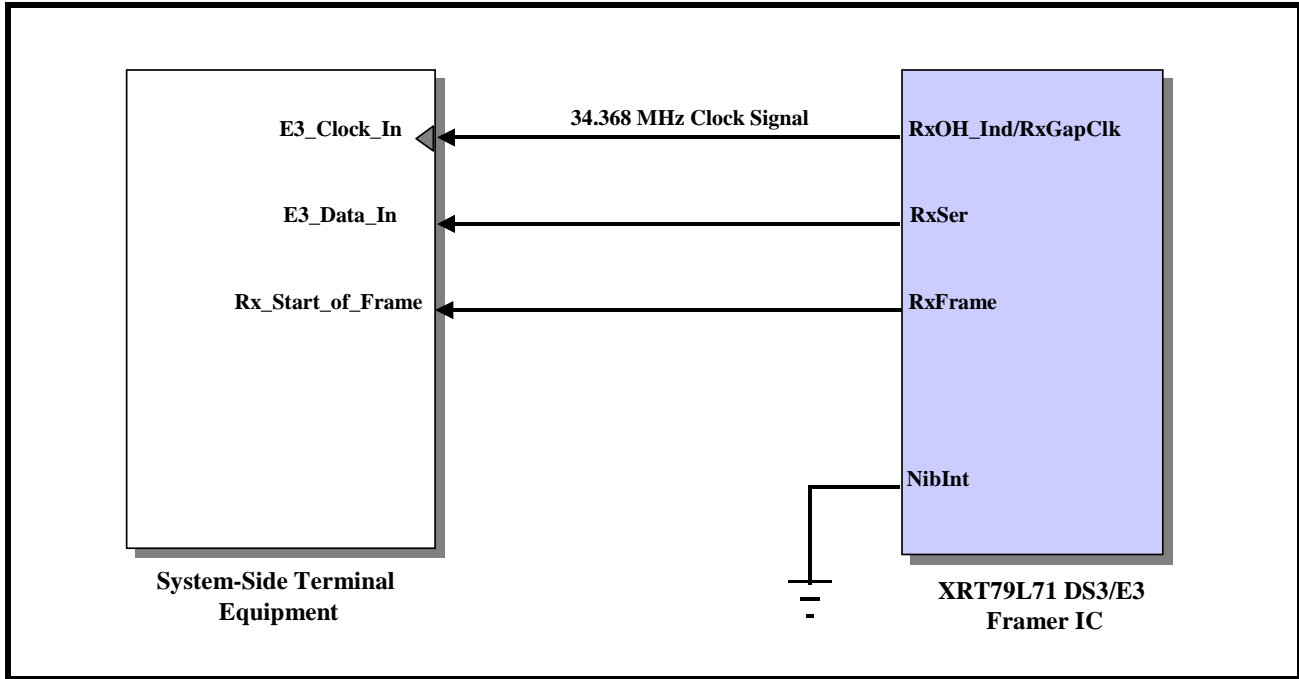 34.368 MHz Clock Signal
E3_Clock_In
RxOH_Ind/RxGapClk
E3_Data_In
RxSer
Rx_Start_of_Frame
RxFrame
NibInt
System-Side Terminal
Equipment
XRT79L71 DS3/E3
Framer IC